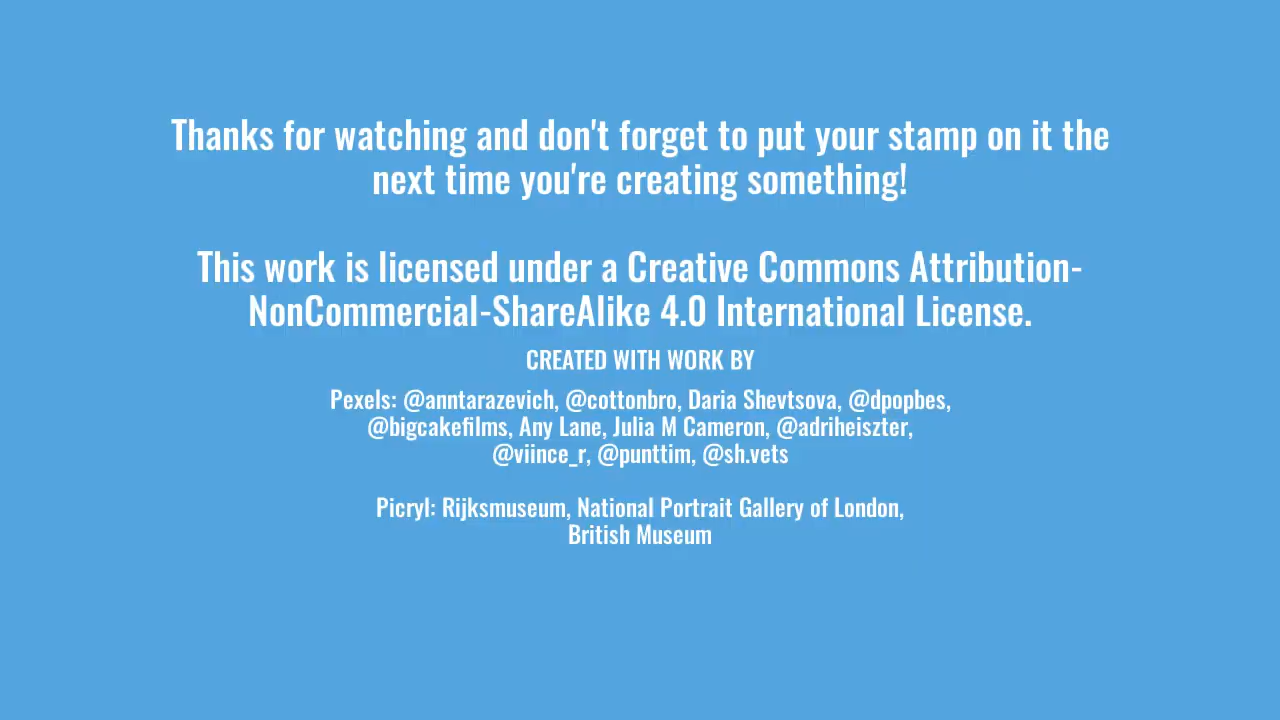 Thanks for watching and don't forget to put your stamp on it the
next time you're creating something!
This work is licensed under a Creative Commons Attribution-
NonCommercial-ShareAlike 4.0 International License.
CREATED WITH WORK BY
Pexels: @anntarazevich, @cottonbro, Daria Shevtsova, @dpopbes,
@bigcakefilms, Any Lane, Julia M Cameron, @adriheiszter,
@viince_r, @punttim, @sh.vets
Picryl: Rijksmuseum, National Portrait Gallery of London,
British Museum